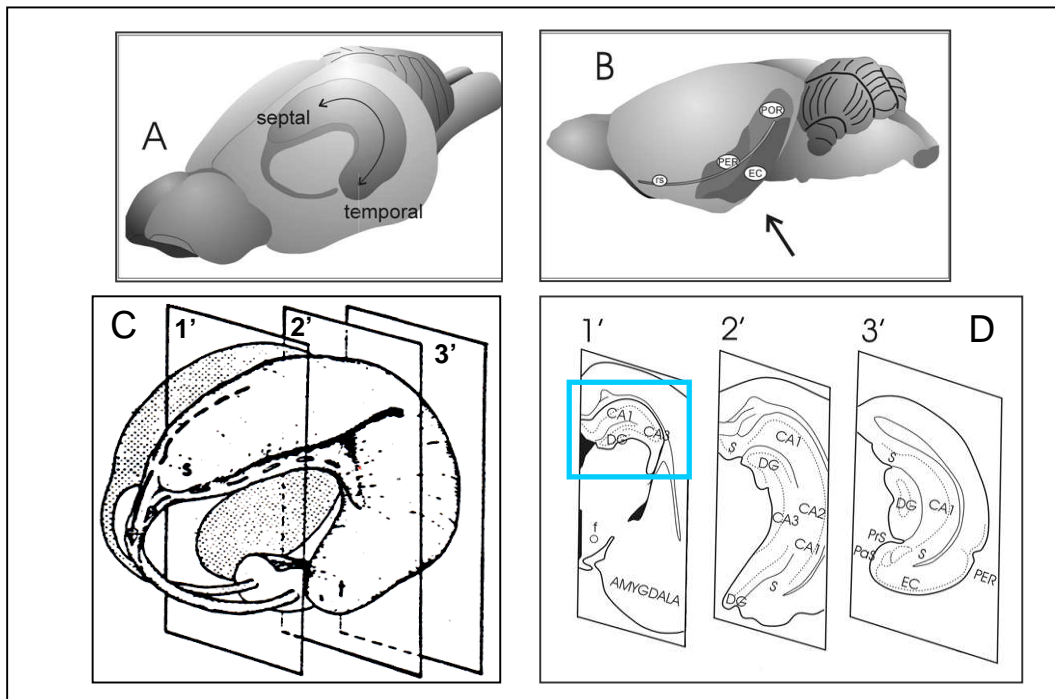 A
septal
temporal
B
POR
PER
EC
rs
C
1’
2’
3’
s
t
D
1’
2’
3’
CA1
DG
CA3
f
AMYGDALA
S
CA1
DG
CA3
CA2
CA1
S
DG
S
DG
CA1
PrS
PaS
S
EC
PER